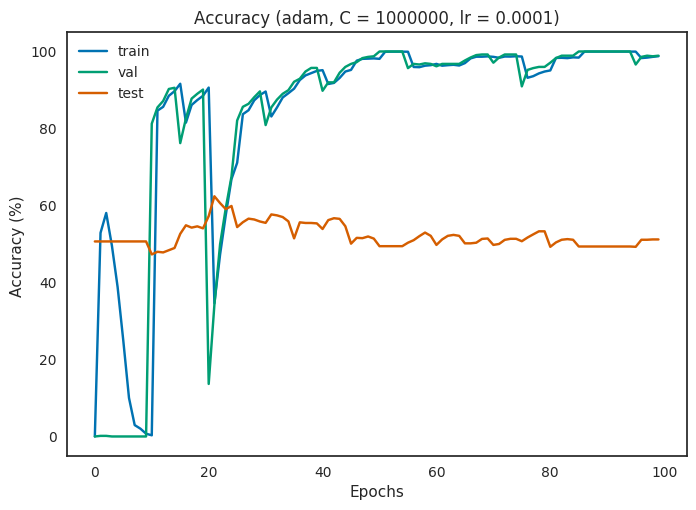 Accuracy (adam, C = 1000000, lr = 0.0001)
train
val
test
100
80
60
40
20
0
Accuracy (%)
0 20 40 60 80 100
Epochs